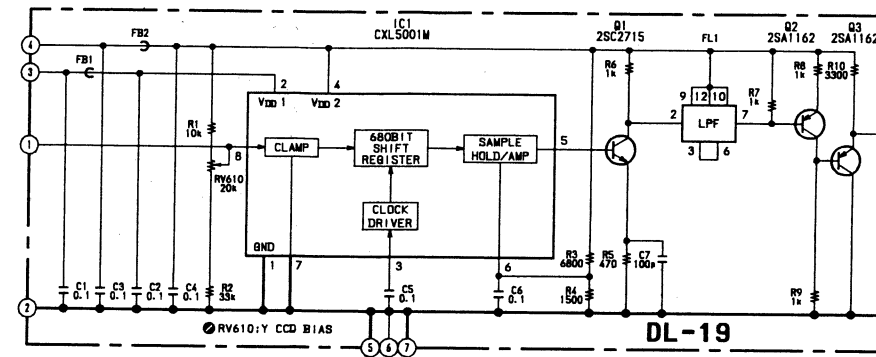 IC1
CXL5001M
Q1
2SC2715
FL1
Q2
2SA1162
Q3
2SA1162
4
FB2
3
FB1
2
4
VDD 1
VDD 2
R6
1k
9 12 10
R8
1k
R10
3300
R7
1k
R1
10k
1
8
CLAMP
680BIT
SHIFT
REGISTER
SAMPLE
HOLD/AMP
5
2
LPF
7
3
6
RV610
20k
CLOCK
DRIVER
GND
1
7
3
6
R3
6800
R5
470
C7
100p
C1
0.1
C3
0.1
C2
0.1
C4
0.1
R2
33k
C5
0.1
C6
0.1
R4
1500
R9
1k
2
RV610:Y CCD BIAS
DL-19
5 6 7